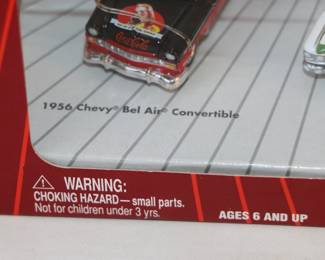 Coca-Cola
1956 Chevy® Bel Air® Convertible
WARNING:
CHOKING HAZARD — small parts.
Not for children under 3 yrs.
AGES 6 AND UP